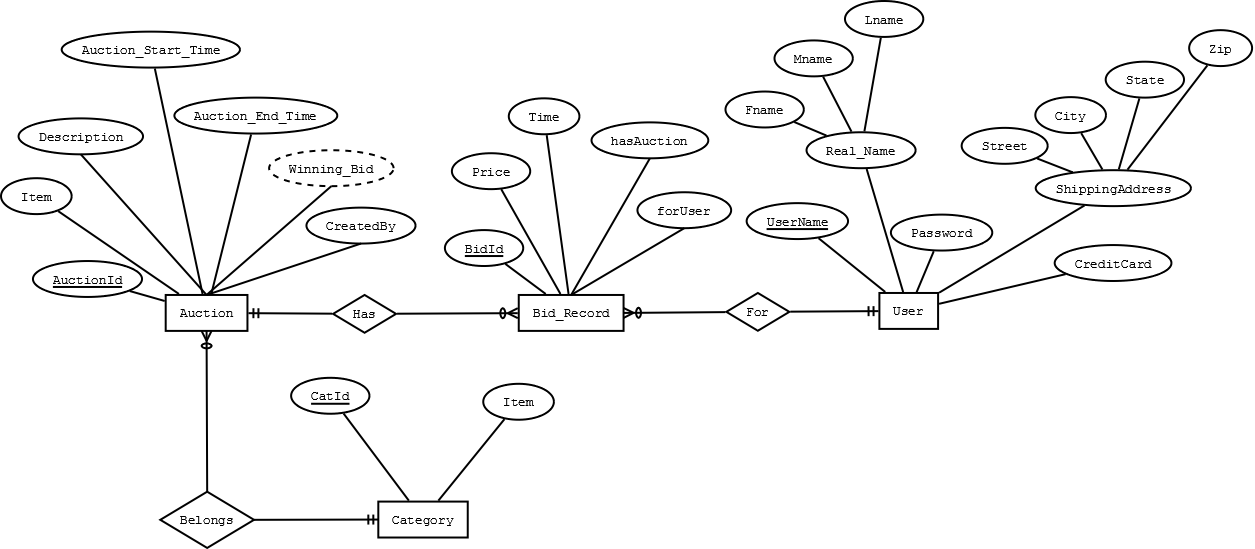 Lname
Auction_Start_Time
Zip
Mname
State
Fname
Auction_End_Time
Time
City
Description
hasAuction
Street
Real_Name
Winning_Bid
Price
ShippingAddress
Item
forUser
UserName
CreatedBy
Password
BidId
CreditCard
AuctionId
Auction
Has
Bid_Record
For
User
CatId
Item
Belongs
Category